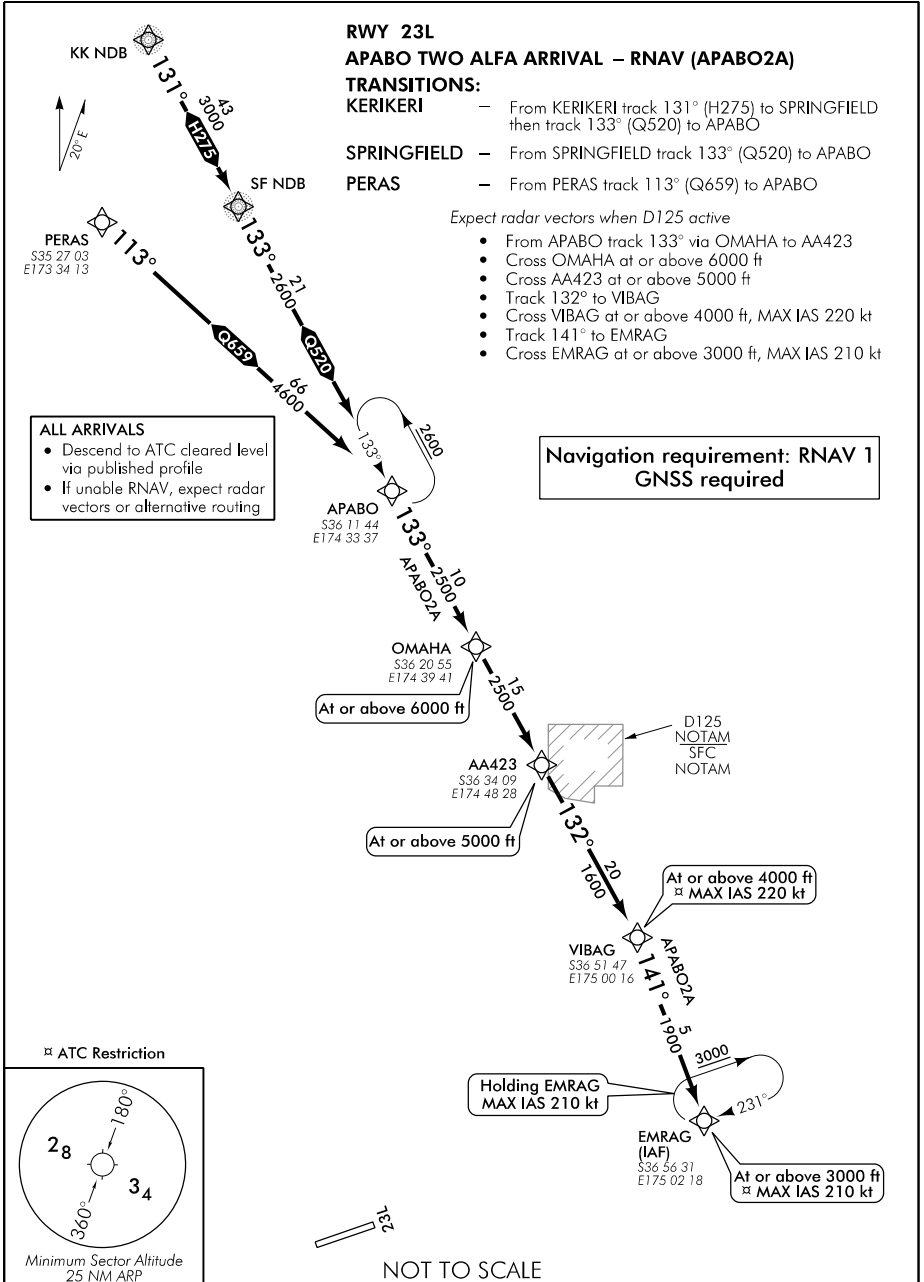 RWY 23L
APABO TWO ALFA ARRIVAL – RNAV (APABO2A)
TRANSITIONS:
KERIKERI – From KERIKERI track 131° (H275) to SPRINGFIELD
then track 133° (Q520) to APABO
SPRINGFIELD – From SPRINGFIELD track 133° (Q520) to APABO
PERAS – From PERAS track 113° (Q659) to APABO
Expect radar vectors when D125 active
• From APABO track 133° via OMAHA to AA423
• Cross OMAHA at or above 6000 ft
• Cross AA423 at or above 5000 ft
• Track 132° to VIBAG
• Cross VIBAG at or above 4000 ft, MAX IAS 220 kt
• Track 141° to EMRAG
• Cross EMRAG at or above 3000 ft, MAX IAS 210 kt
KK NDB
131°
43
3000
H275
20° E
SF NDB
133°
21
2600
Q520
PERAS
S35 27 03
E173 34 13
113°
Q659
66
4600
ALL ARRIVALS
• Descend to ATC cleared level
via published profile
• If unable RNAV, expect radar
vectors or alternative routing
Navigation requirement: RNAV 1
GNSS required
2600
133°
APABO
S36 11 44
E174 33 37
133°
10
2500
APABO2A
OMAHA
S36 20 55
E174 39 41
At or above 6000 ft
15
2500
D125
NOTAM
SFC
NOTAM
AA423
S36 34 09
E174 48 28
At or above 5000 ft
132°
20
1600
At or above 4000 ft
¤ MAX IAS 220 kt
VIBAG
S36 51 47
E175 00 16
APABO2A
141°
5
1900
3000
231°
Holding EMRAG
MAX IAS 210 kt
EMRAG
(IAF)
S36 56 31
E175 02 18
At or above 3000 ft
¤ MAX IAS 210 kt
¤ ATC Restriction
180°
28
34
360°
Minimum Sector Altitude
25 NM ARP
23L
NOT TO SCALE